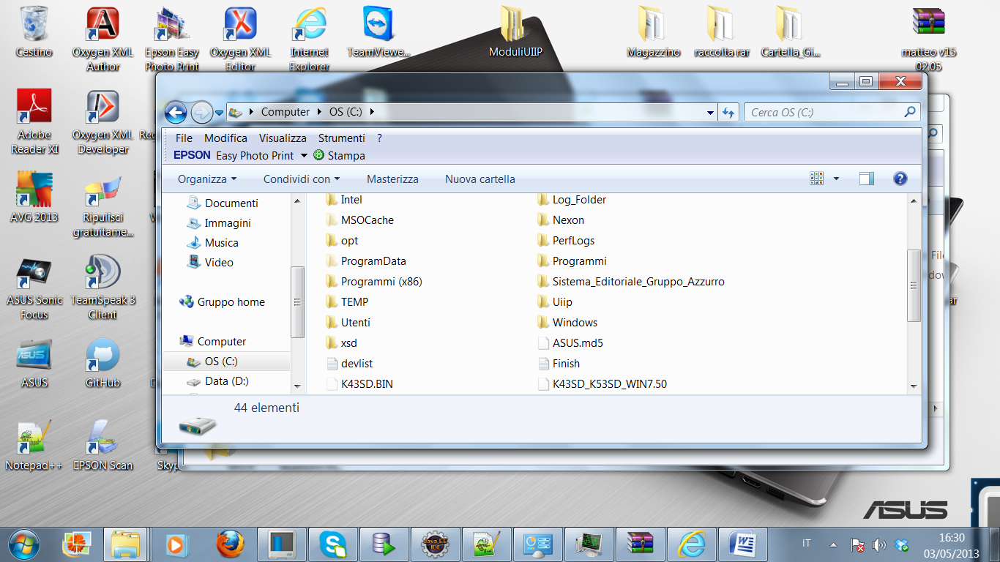 Cestino
Oxygen XML Author
Epson Easy Photo Print
Oxygen XML Editor
Internet Explorer
TeamViewe...
ModuliUIIP
Magazzino
raccolta rar
Cartella_Gi...
matteo v15 02.05
Adobe Reader XI
Oxygen XML Developer
Reg
AVG 2013
Ripulisci gratuitame...
ASUS Sonic Focus
TeamSpeak 3 Client
ASUS
GitHub
Notepad++
EPSON Scan
Skyp
Computer
OS (C:)
Cerca OS (C:)
File Modifica Visualizza Strumenti ?
EPSON Easy Photo Print Stampa
Organizza Condividi con Masterizza Nuova cartella
Documenti
Immagini
Musica
Video
Gruppo home
Computer
OS (C:)
Data (D:)
Intel
Log_Folder
MSOCache
Nexon
opt
PerfLogs
ProgramData
Programmi
Programmi (x86)
Sistema_Editoriale_Gruppo_Azzurro
TEMP
Uiip
Utenti
Windows
xsd
ASUS.md5
devlist
Finish
K43SD.BIN
K43SD_K53SD_WIN7.50
44 elementi
ASUS
Java EE IDE
IT
16:30
03/05/2013